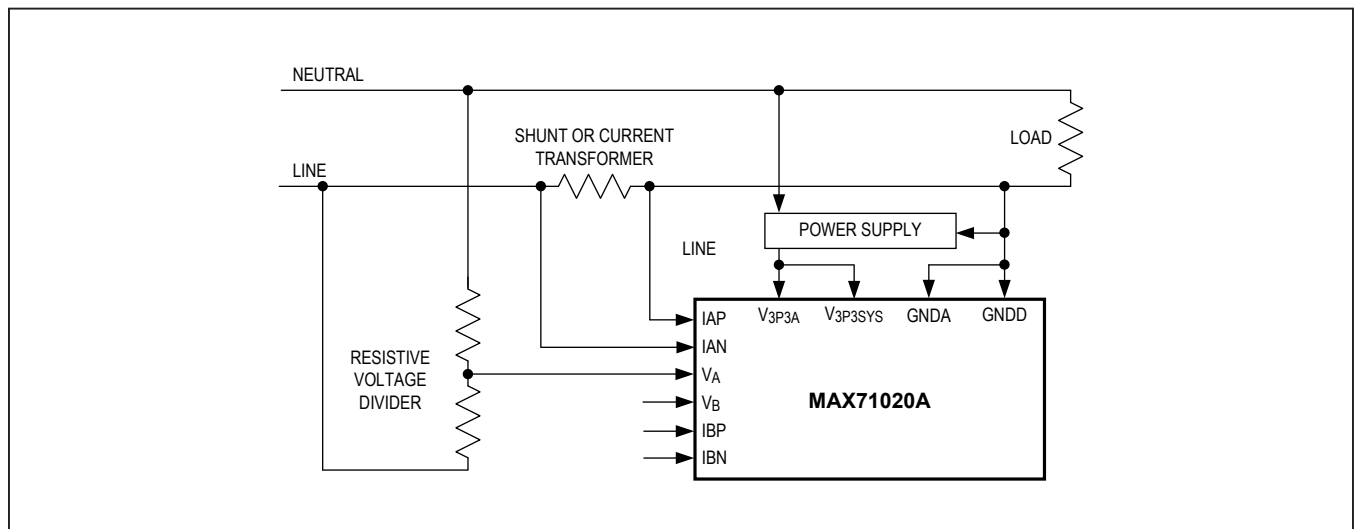 NEUTRAL
SHUNT OR CURRENT
TRANSFORMER
LOAD
LINE
POWER SUPPLY
LINE
V3P3A
V3P3SYS
GNDA
GNDD
IAP
IAN
VA
VB
IBP
IBN
RESISTIVE
VOLTAGE
DIVIDER
MAX71020A